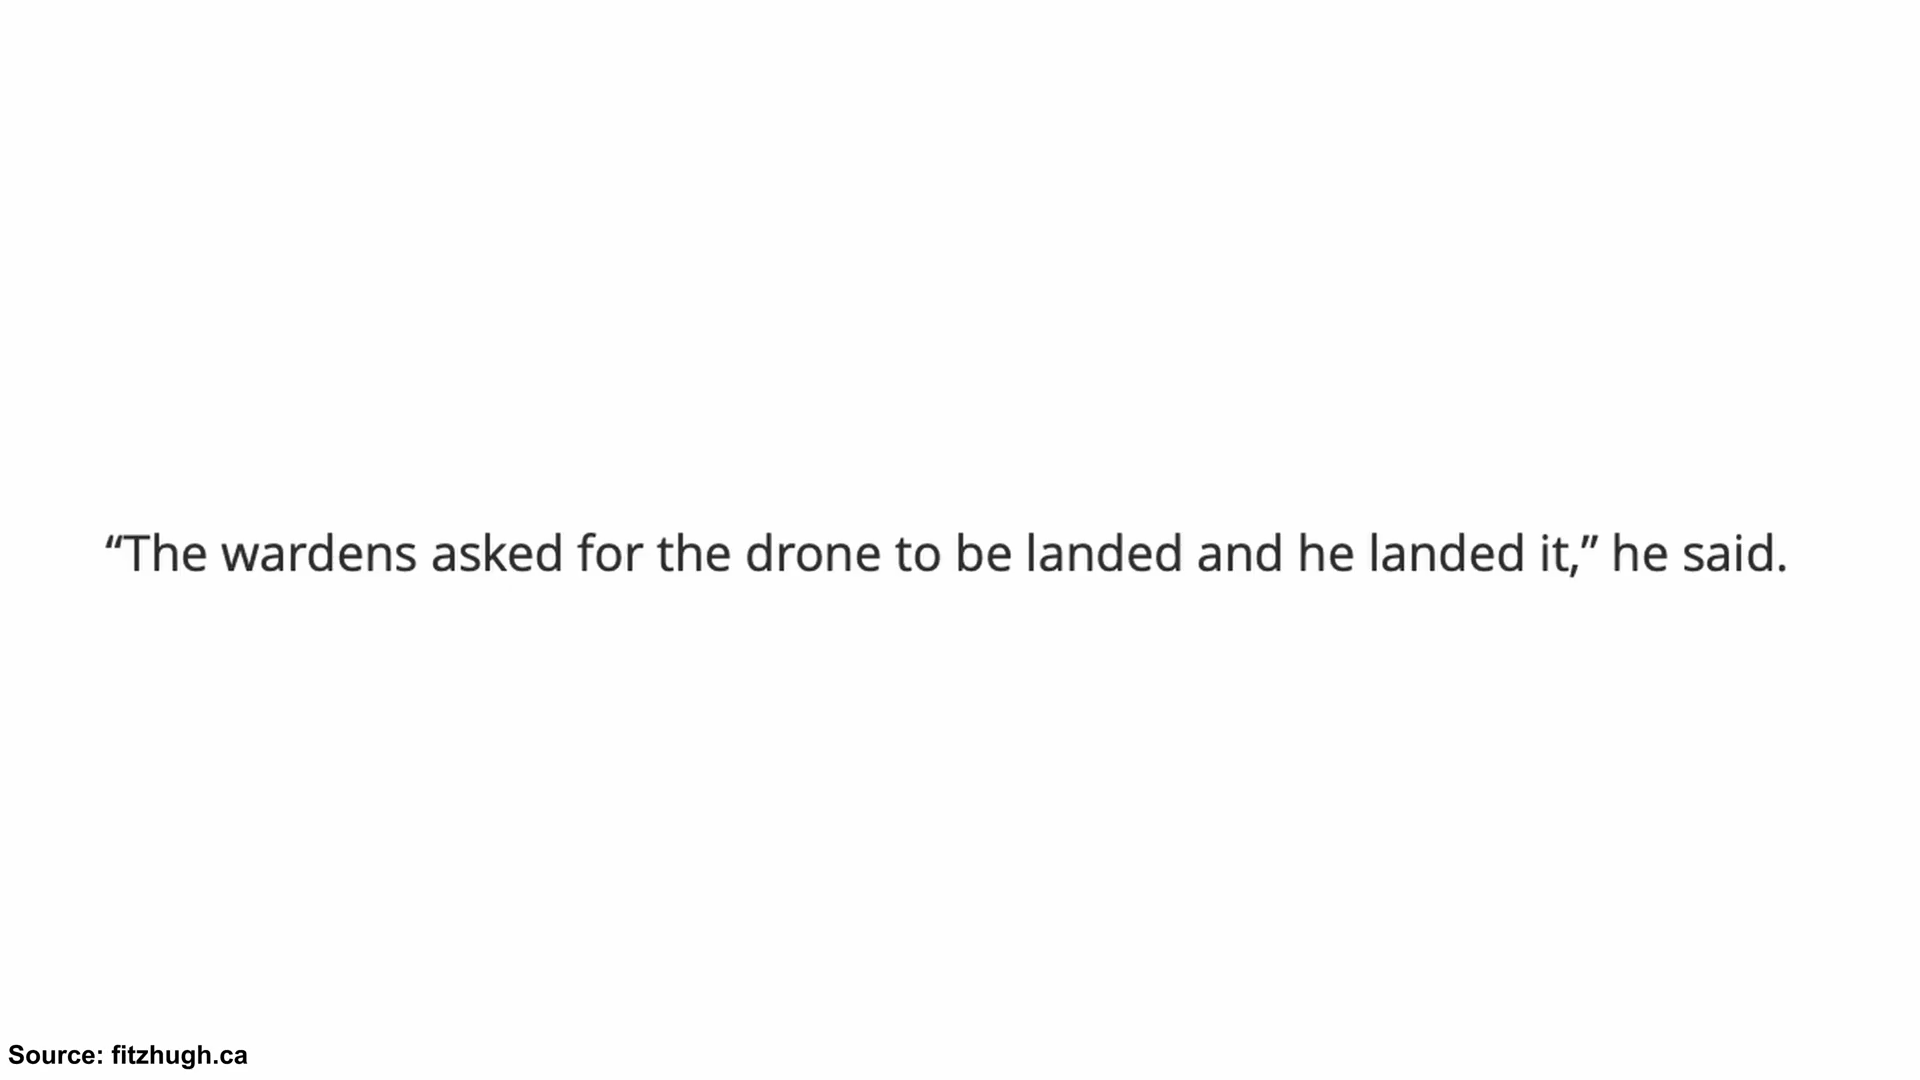 “The wardens asked for the drone to be landed and he landed it,” he said.
Source: fitzhugh.ca